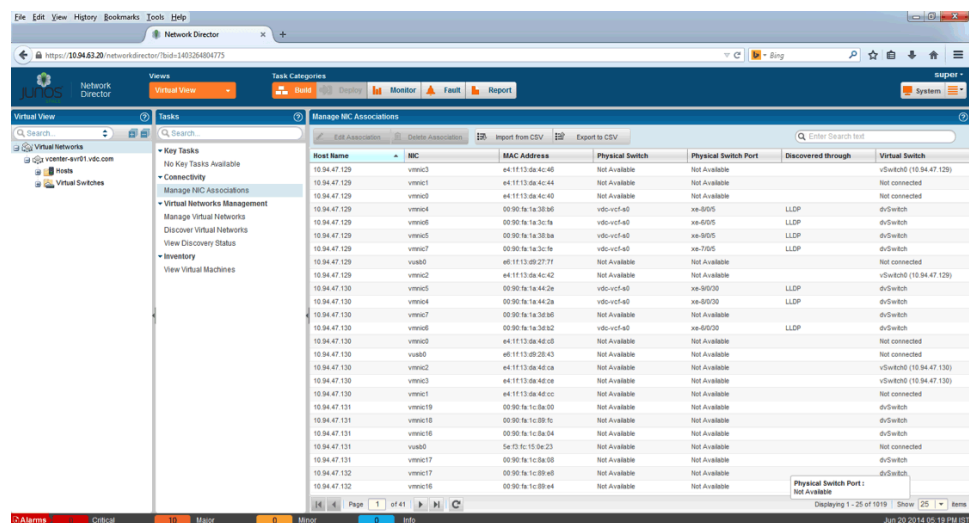 File Edit View History Bookmarks Tools Help
Network Director
https://10.94.63.20/networkdirector/?bid=1403264804775
Bing
JUNOS
Network Director
Views
Virtual View
Task Categories
Build Deploy Monitor Fault Report
super
System
Virtual View
Search...
Virtual Networks
vcenter-svr01.vdc.com
Hosts
Virtual Switches
Tasks
Search...
Key Tasks
No Key Tasks Available
Connectivity
Manage NIC Associations
Virtual Networks Management
Manage Virtual Networks
Discover Virtual Networks
View Discovery Status
Inventory
View Virtual Machines
Manage NIC Associations
Edit Association Delete Association Import from CSV Export to CSV Enter Search text
Host Name NIC MAC Address Physical Switch Physical Switch Port Discovered through Virtual Switch
10.94.47.129 vmnic3 e4:1f:13:da:4c:46 Not Available Not Available vSwitch0 (10.94.47.129)
10.94.47.129 vmnic1 e4:1f:13:da:4c:44 Not Available Not Available Not connected
10.94.47.129 vmnic0 e4:1f:13:da:4c:40 Not Available Not Available Not connected
10.94.47.129 vmnic4 00:90:fa:1a:38:b6 vdc-vcf-s0 xe-8/0/5 LLDP dvSwitch
10.94.47.129 vmnic6 00:90:fa:1a:3c:fa vdc-vcf-s0 xe-6/0/5 LLDP dvSwitch
10.94.47.129 vmnic5 00:90:fa:1a:38:ba vdc-vcf-s0 xe-9/0/5 LLDP dvSwitch
10.94.47.129 vmnic7 00:90:fa:1a:3c:fe vdc-vcf-s0 xe-7/0/5 LLDP dvSwitch
10.94.47.129 vusb0 e6:1f:13:d9:27:7f Not Available Not Available Not connected
10.94.47.129 vmnic2 e4:1f:13:da:4c:42 Not Available Not Available vSwitch0 (10.94.47.129)
10.94.47.130 vmnic5 00:90:fa:1a:44:2e vdc-vcf-s0 xe-9/0/30 LLDP dvSwitch
10.94.47.130 vmnic4 00:90:fa:1a:44:2a vdc-vcf-s0 xe-8/0/30 LLDP dvSwitch
10.94.47.130 vmnic7 00:90:fa:1a:3d:b6 Not Available Not Available dvSwitch
10.94.47.130 vmnic6 00:90:fa:1a:3d:b2 vdc-vcf-s0 xe-6/0/30 LLDP dvSwitch
10.94.47.130 vmnic0 e4:1f:13:da:4d:c8 Not Available Not Available Not connected
10.94.47.130 vusb0 e6:1f:13:d9:28:43 Not Available Not Available Not connected
10.94.47.130 vmnic2 e4:1f:13:da:4d:ca Not Available Not Available vSwitch0 (10.94.47.130)
10.94.47.130 vmnic3 e4:1f:13:da:4d:ce Not Available Not Available vSwitch0 (10.94.47.130)
10.94.47.130 vmnic1 e4:1f:13:da:4d:cc Not Available Not Available Not connected
10.94.47.131 vmnic19 00:90:fa:1c:8a:00 Not Available Not Available dvSwitch
10.94.47.131 vmnic18 00:90:fa:1c:89:fc Not Available Not Available dvSwitch
10.94.47.131 vmnic16 00:90:fa:1c:8a:04 Not Available Not Available dvSwitch
10.94.47.131 vusb0 5e:f3:fc:15:0e:23 Not Available Not Available Not connected
10.94.47.131 vmnic17 00:90:fa:1c:8a:08 Not Available Not Available dvSwitch
10.94.47.132 vmnic17 00:90:fa:1c:89:e8 Not Available Not Available dvSwitch
10.94.47.132 vmnic16 00:90:fa:1c:89:e4 Not Available
Physical Switch Port :
Not Available
Page 1 of 41 Displaying 1 - 25 of 1019 Show 25 items
Alarms Critical 10 Major 0 Minor 0 Info Jun 20 2014 05:19 PM IST